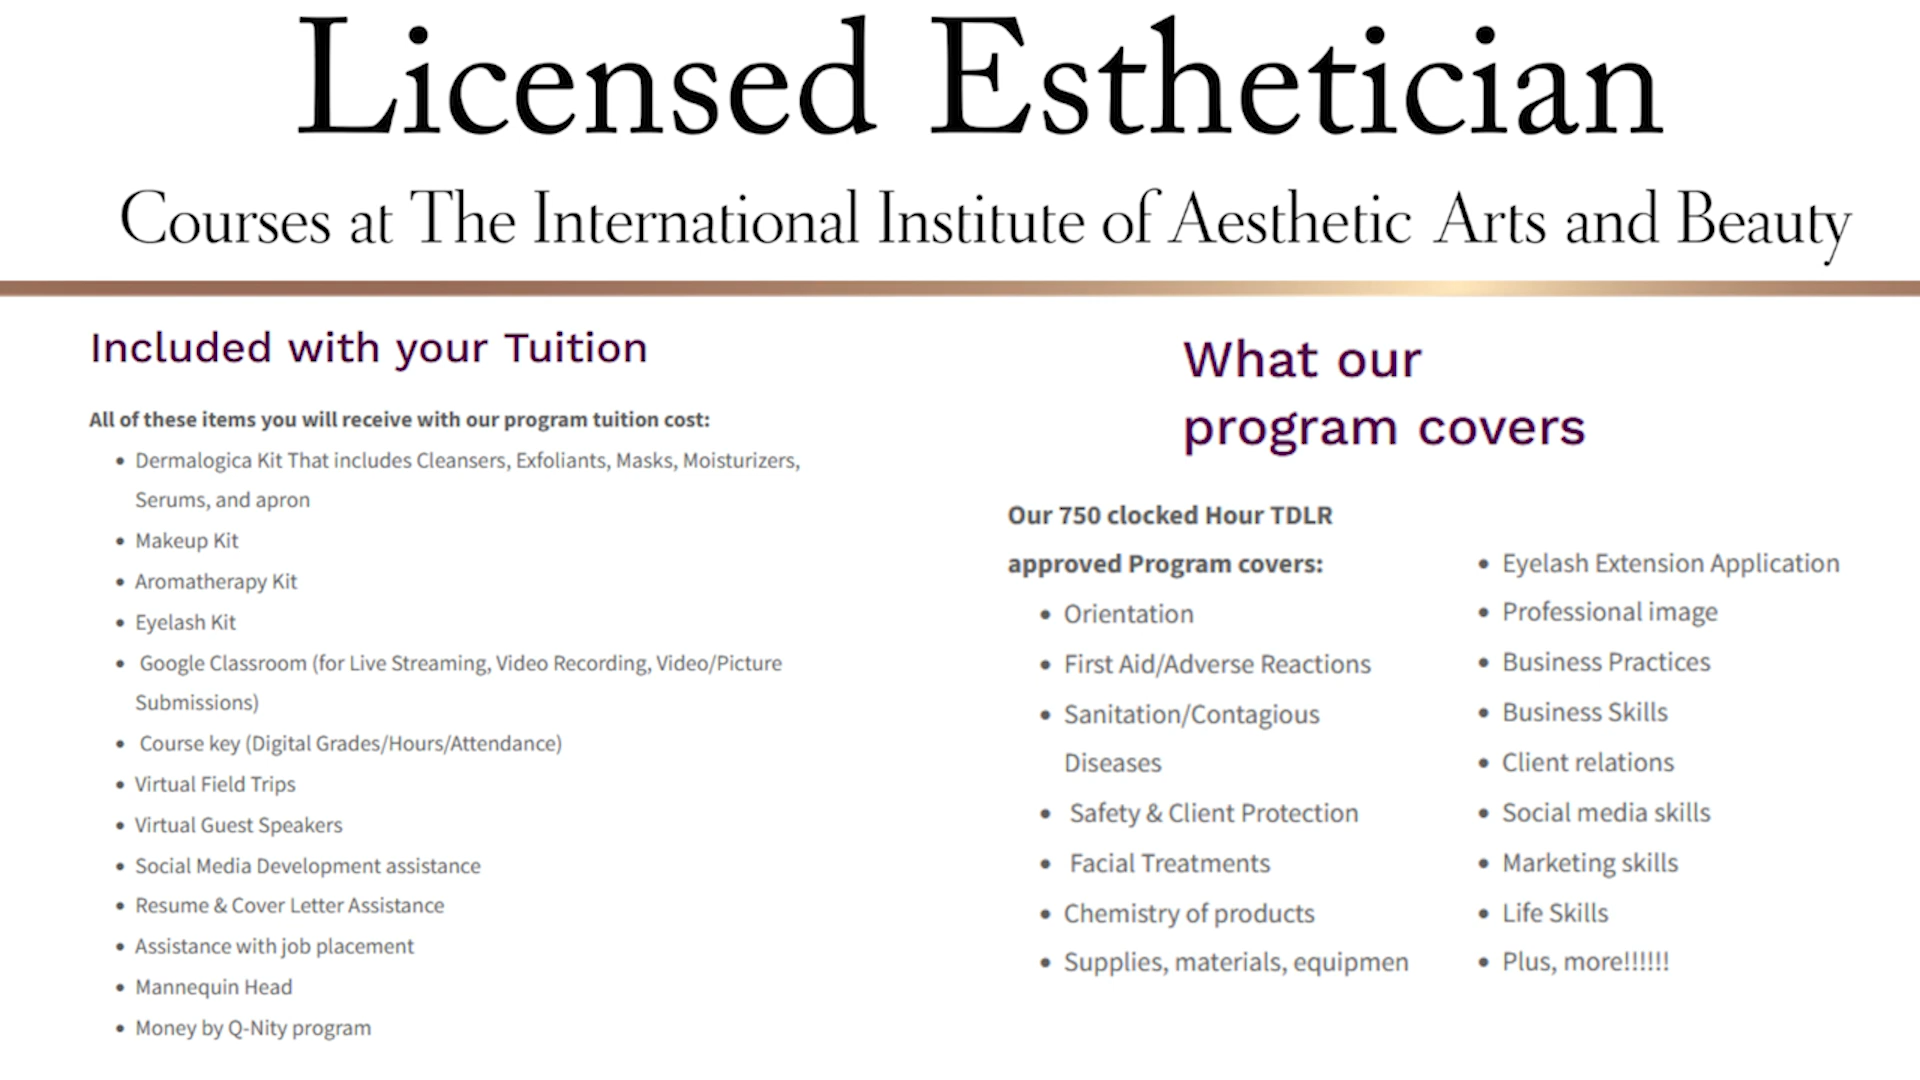 Licensed Esthetician
Courses at The International Institute of Aesthetic Arts and Beauty
Included with your Tuition
All of these items you will receive with our program tuition cost:
• Dermalogica Kit That includes Cleansers, Exfoliants, Masks, Moisturizers,
Serums, and apron
• Makeup Kit
• Aromatherapy Kit
• Eyelash Kit
• Google Classroom (for Live Streaming, Video Recording, Video/Picture
Submissions)
• Course key (Digital Grades/Hours/Attendance)
• Virtual Field Trips
• Virtual Guest Speakers
• Social Media Development assistance
• Resume & Cover Letter Assistance
• Assistance with job placement
• Mannequin Head
• Money by Q-Nity program
What our
program covers
Our 750 clocked Hour TDLR
approved Program covers:
• Orientation
• First Aid/Adverse Reactions
• Sanitation/Contagious
Diseases
• Safety & Client Protection
• Facial Treatments
• Chemistry of products
• Supplies, materials, equipmen
• Eyelash Extension Application
• Professional image
• Business Practices
• Business Skills
• Client relations
• Social media skills
• Marketing skills
• Life Skills
• Plus, more!!!!!!